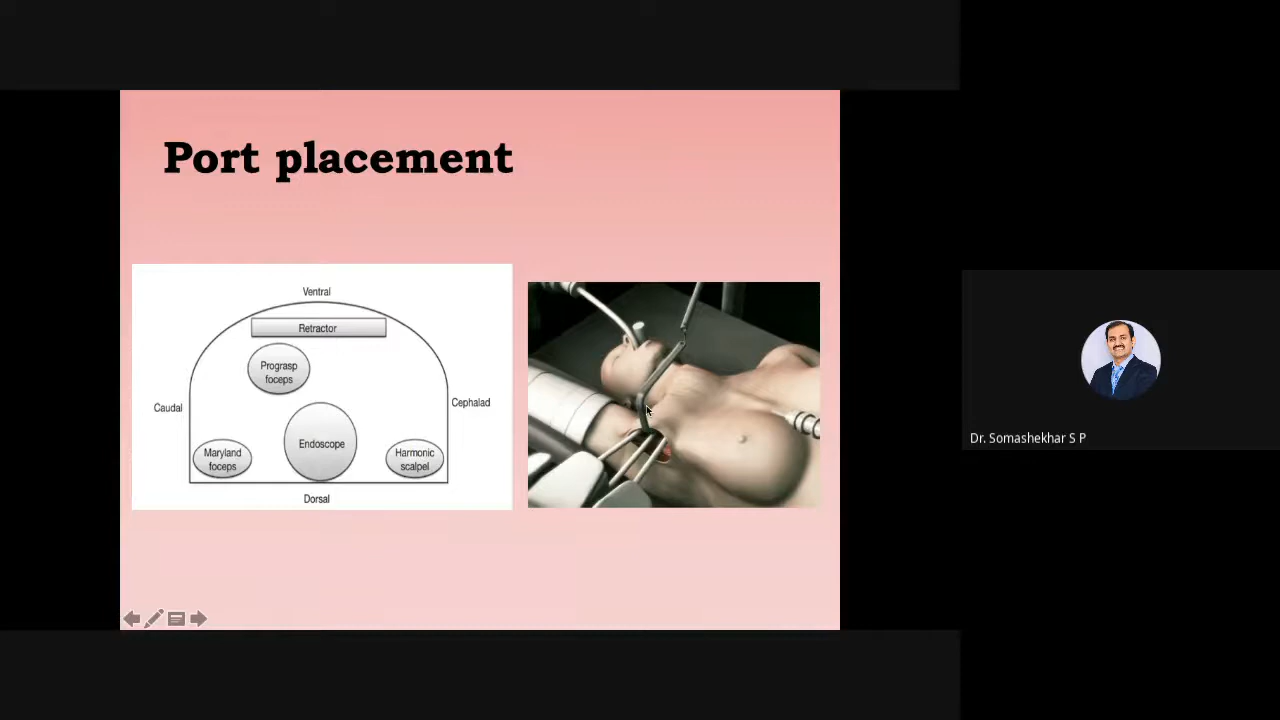 Port placement
Ventral
Retractor
Prograsp
foceps
Caudal
Cephalad
Endoscope
Maryland
foceps
Harmonic
scalpel
Dorsal
Dr. Somashekhar S P